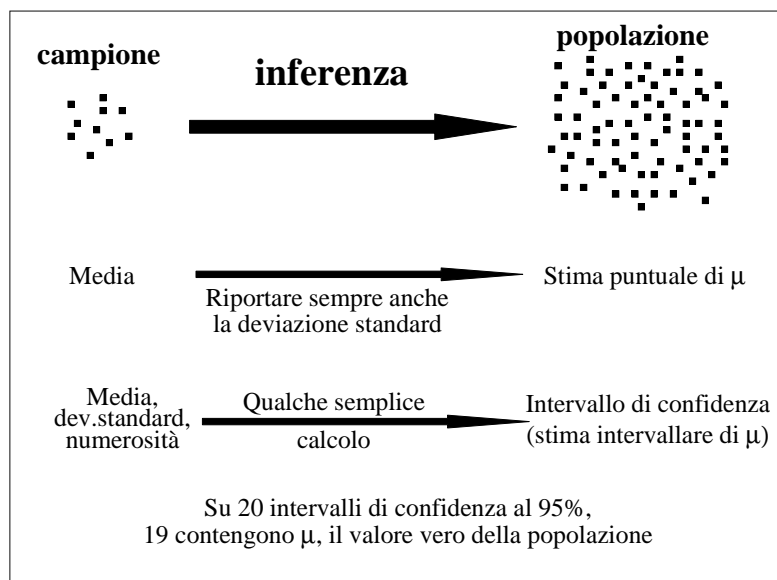 campione
inferenza
popolazione
Media
Riportare sempre anche
la deviazione standard
Stima puntuale di μ
Media,
dev.standard,
numerosità
Qualche semplice
calcolo
Intervallo di confidenza
(stima intervallare di μ)
Su 20 intervalli di confidenza al 95%,
19 contengono μ, il valore vero della popolazione